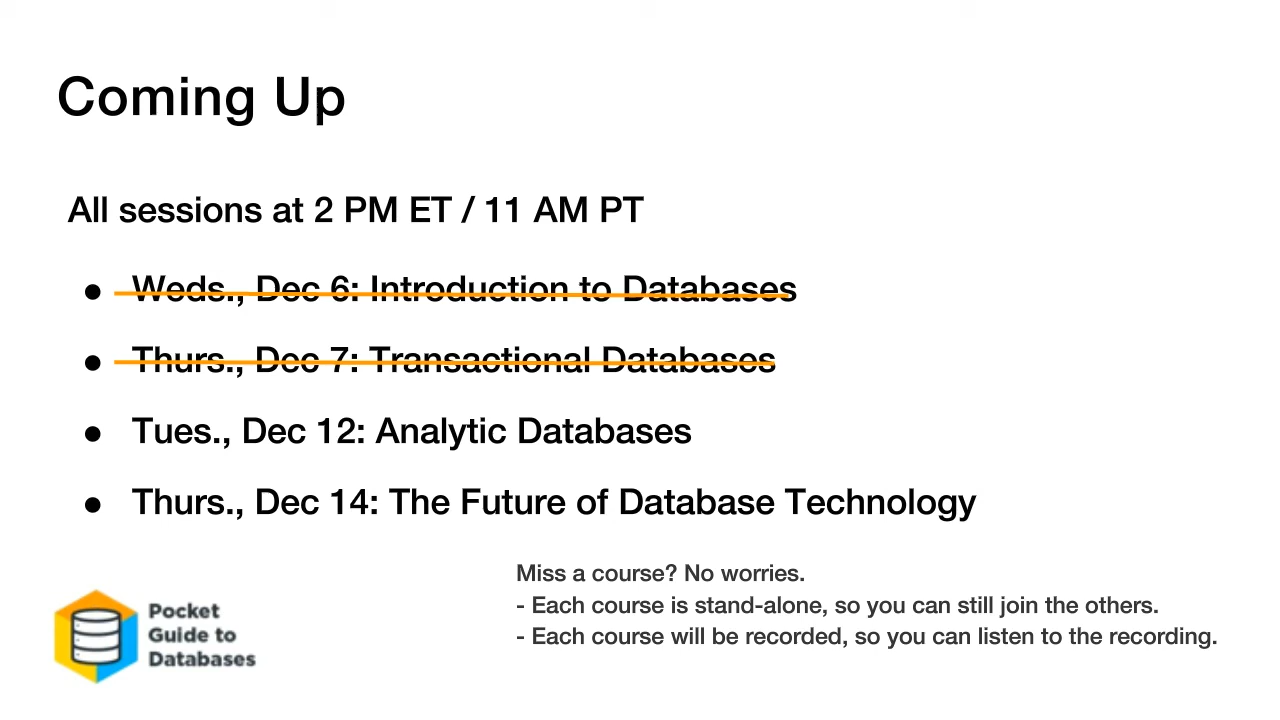 Coming Up
All sessions at 2 PM ET / 11 AM PT
● Weds., Dec 6: Introduction to Databases
● Thurs., Dec 7: Transactional Databases
● Tues., Dec 12: Analytic Databases
● Thurs., Dec 14: The Future of Database Technology
Miss a course? No worries.
- Each course is stand-alone, so you can still join the others.
- Each course will be recorded, so you can listen to the recording.
Pocket
Guide to
Databases